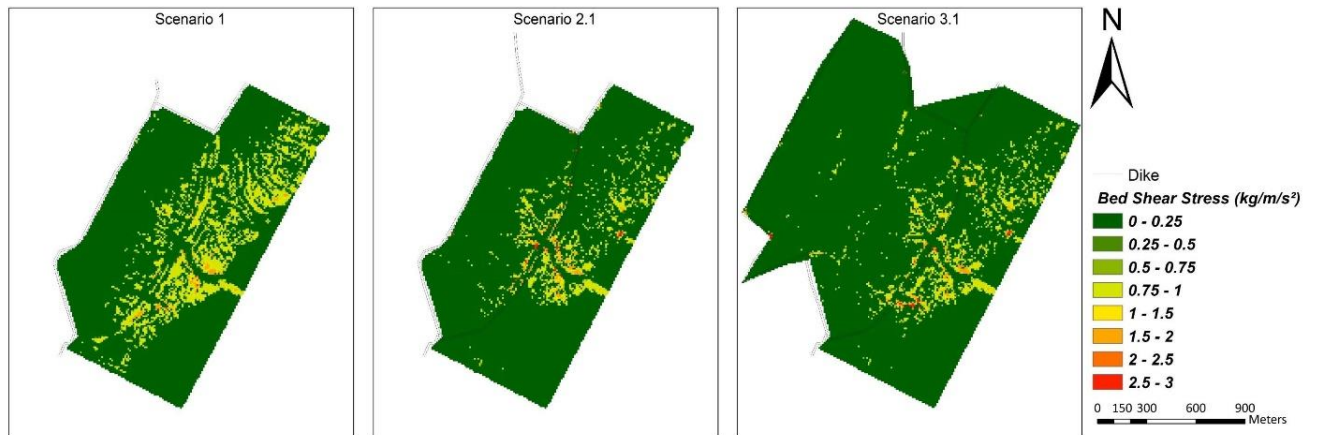 Scenario 1
Scenario 2.1
Scenario 3.1
N
Dike
Bed Shear Stress (kg/m/s²)
0 - 0.25
0.25 - 0.5
0.5 - 0.75
0.75 - 1
1 - 1.5
1.5 - 2
2 - 2.5
2.5 - 3
0 150 300 600 900
Meters